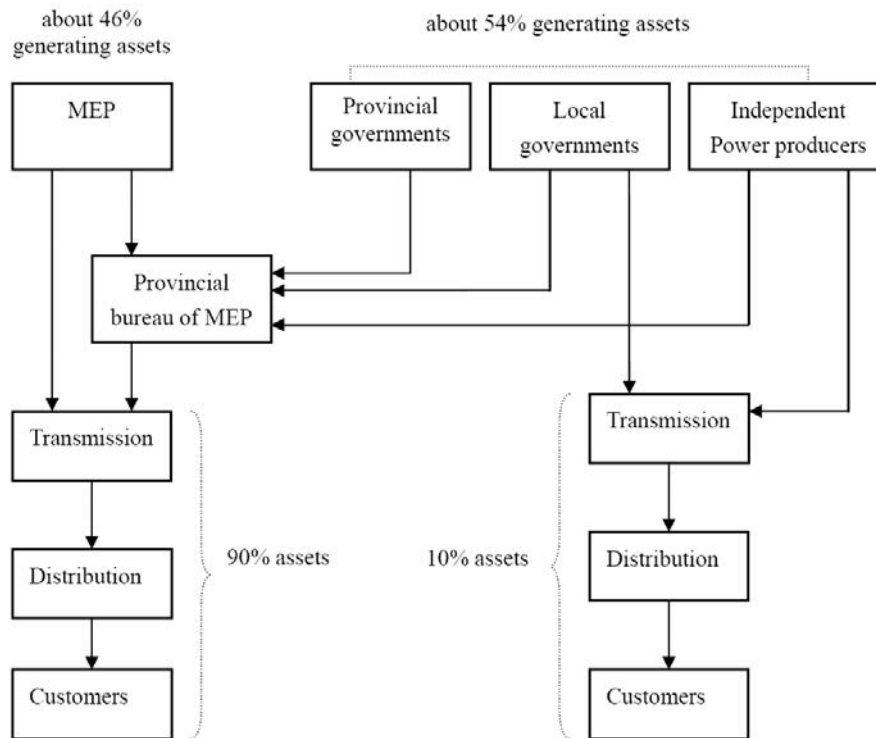 about 46%
generating assets
about 54% generating assets
MEP
Provincial
governments
Local
governments
Independent
Power producers
Provincial
bureau of MEP
Transmission
Transmission
Distribution
90% assets
10% assets
Distribution
Customers
Customers